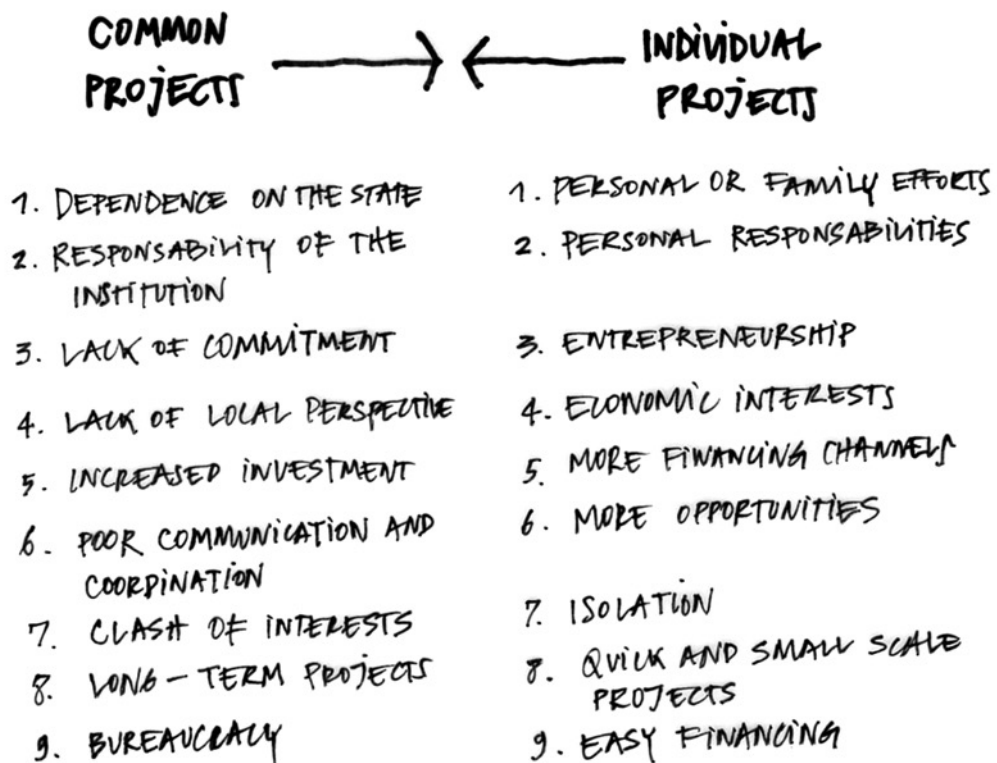 COMMON
PROJECTS
INDIVIDUAL
PROJECTS
1. DEPENDENCE ON THE STATE
2. RESPONSABILITY OF THE
INSTITUTION
3. LACK OF COMMITMENT
4. LACK OF LOCAL PERSPECTIVE
5. INCREASED INVESTMENT
6. POOR COMMUNICATION AND
COORDINATION
7. CLASH OF INTERESTS
8. LONG-TERM PROJECTS
9. BUREAUCRACY
1. PERSONAL OR FAMILY EFFORTS
2. PERSONAL RESPONSABILITIES
3. ENTREPRENEURSHIP
4. ECONOMIC INTERESTS
5. MORE FINANCING CHANNELS
6. MORE OPPORTUNITIES
7. ISOLATION
8. QUICK AND SMALL SCALE
PROJECTS
9. EASY FINANCING